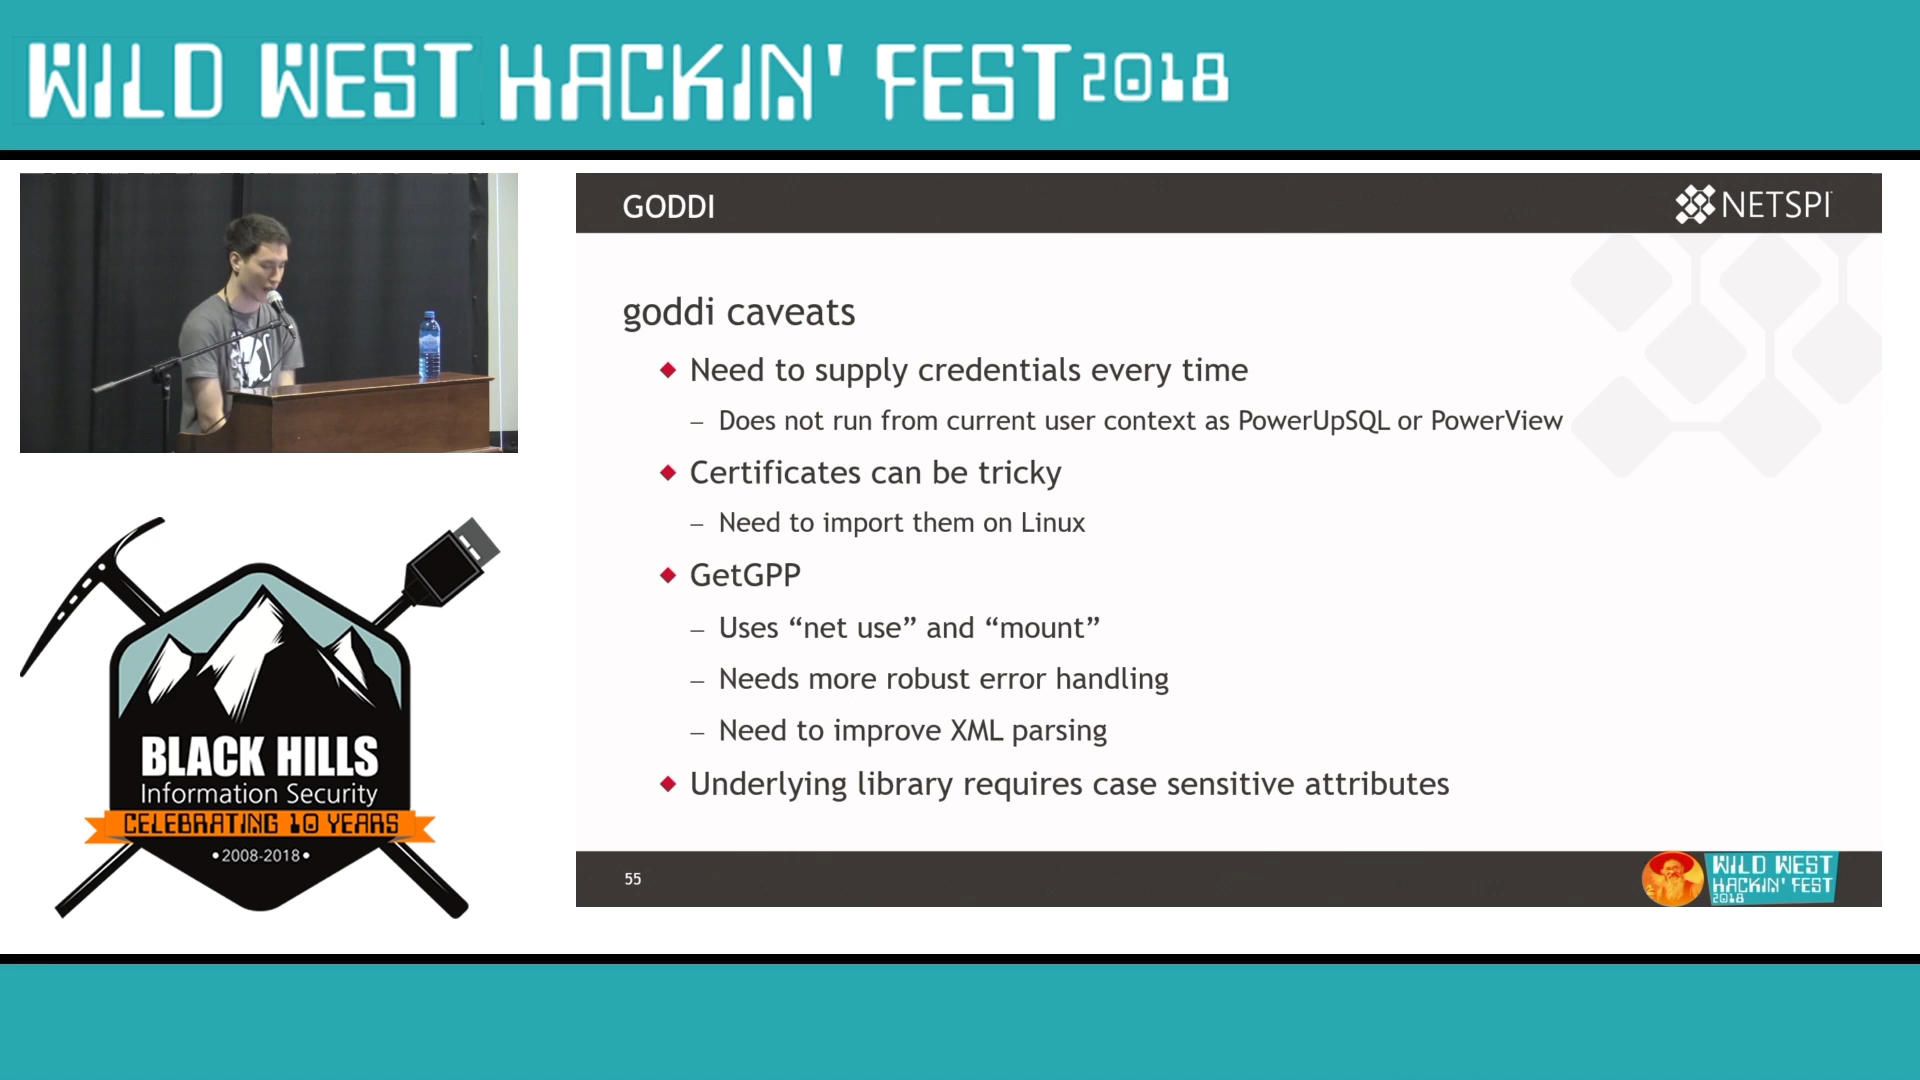 WILD WEST HACKIN' FEST 2018
GODDI
NETSPI
goddi caveats
Need to supply credentials every time
– Does not run from current user context as PowerUpSQL or PowerView
Certificates can be tricky
– Need to import them on Linux
GetGPP
– Uses “net use” and “mount”
– Needs more robust error handling
– Need to improve XML parsing
Underlying library requires case sensitive attributes
55
WILD WEST
HACKIN' FEST
2018
BLACK HILLS
Information Security
CELEBRATING 10 YEARS
•2008-2018•